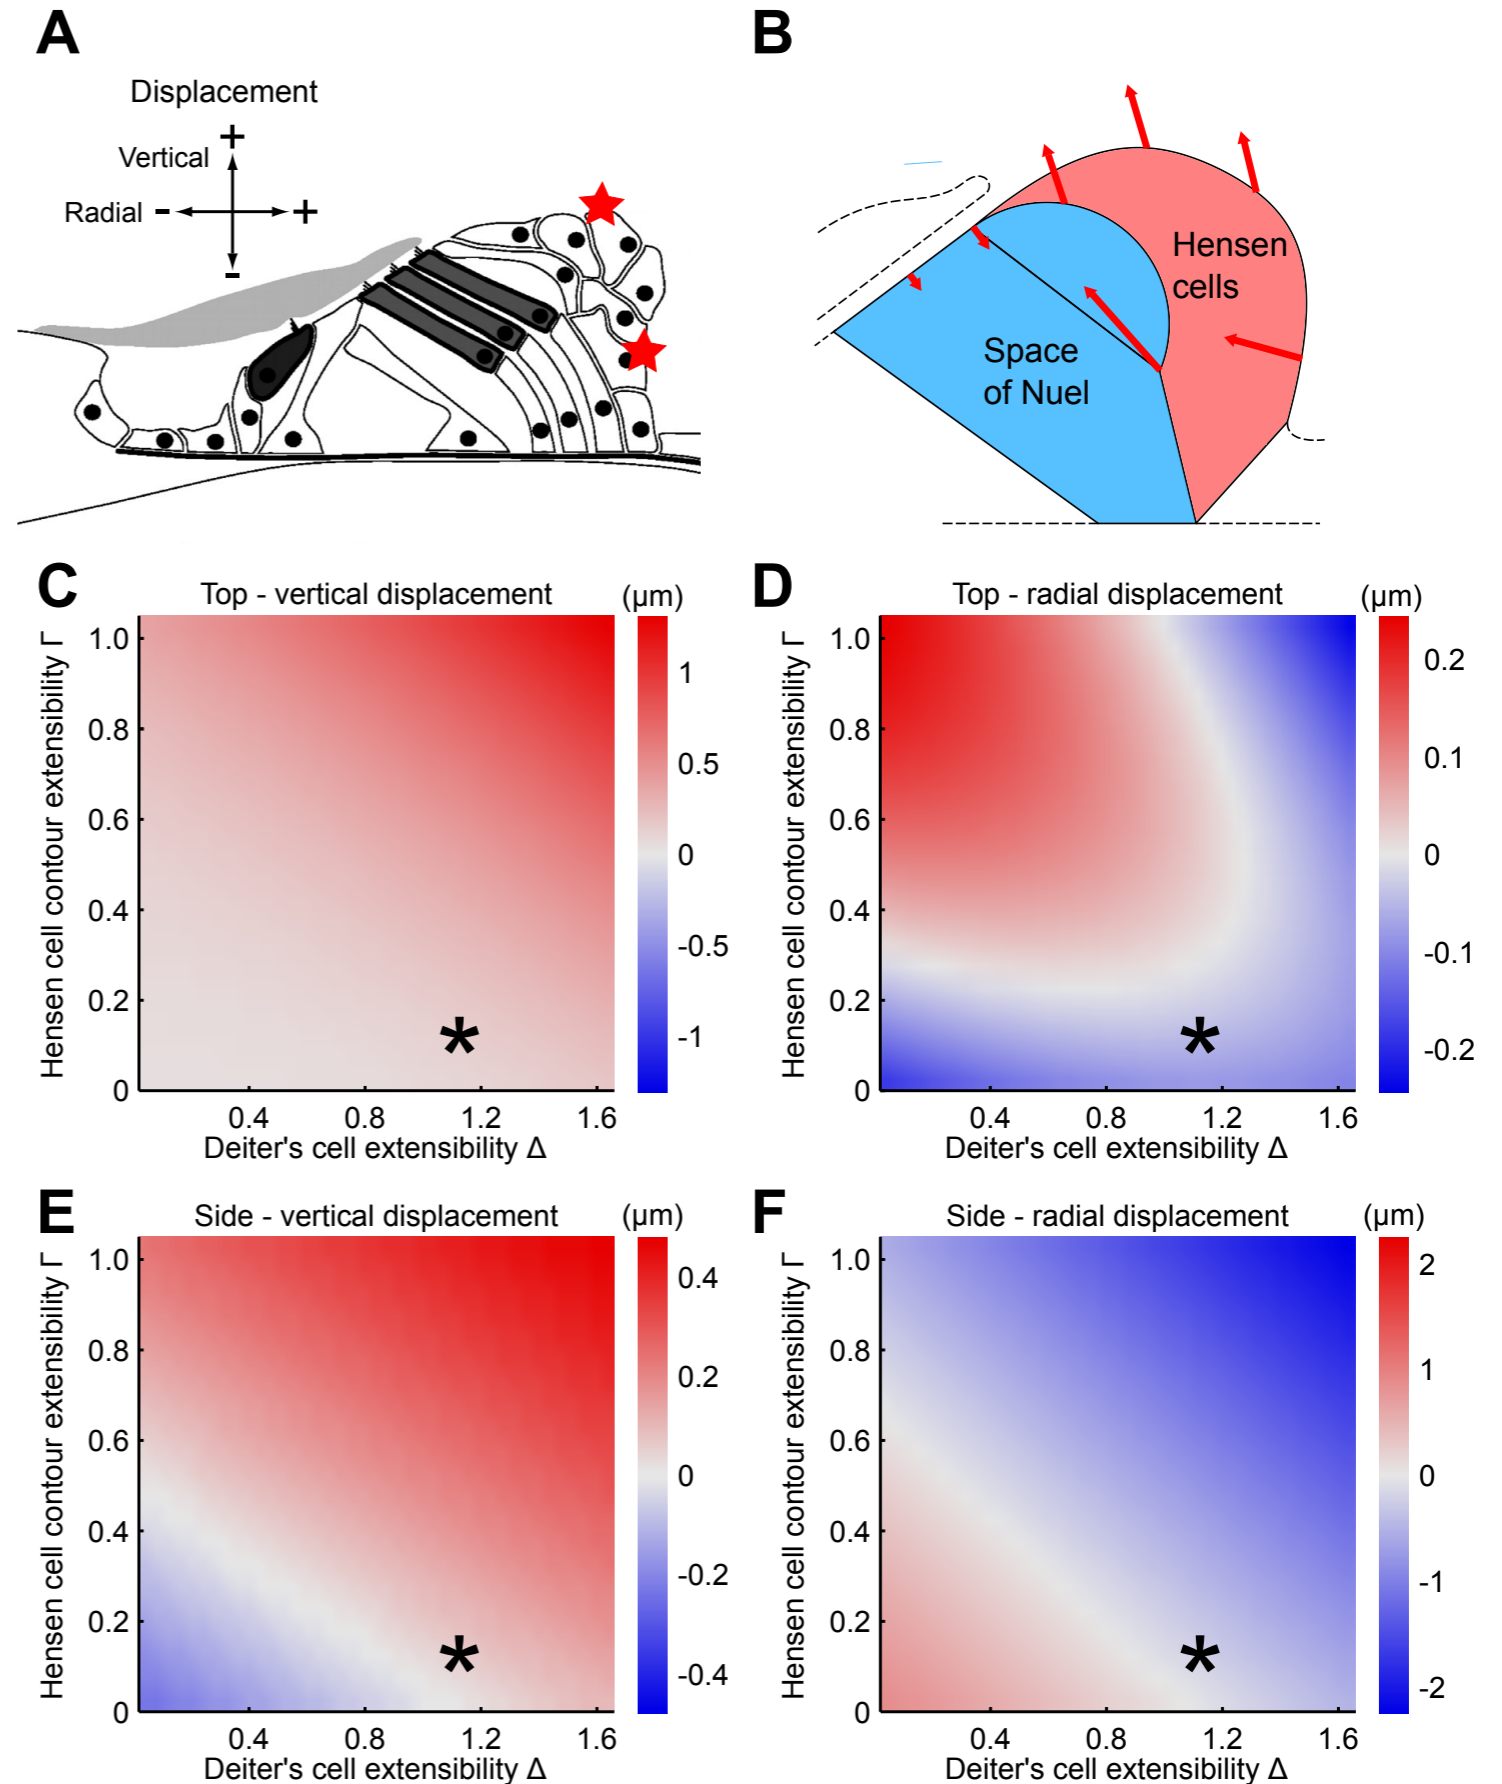 A
Displacement
+
Vertical
Radial - +
-
B
Hensen
cells
Space
of Nuel
C
Top - vertical displacement (μm)
Hensen cell contour extensibility Γ
1.0
0.8
0.6
0.4
0.2
0
0.4 0.8 1.2 1.6
Deiter's cell extensibility Δ
*
1
0.5
0
-0.5
-1
D
Top - radial displacement (μm)
Hensen cell contour extensibility Γ
1.0
0.8
0.6
0.4
0.2
0
0.4 0.8 1.2 1.6
Deiter's cell extensibility Δ
*
0.2
0.1
0
-0.1
-0.2
E
Side - vertical displacement (μm)
Hensen cell contour extensibility Γ
1.0
0.8
0.6
0.4
0.2
0
0.4 0.8 1.2 1.6
Deiter's cell extensibility Δ
*
0.4
0.2
0
-0.2
-0.4
F
Side - radial displacement (μm)
Hensen cell contour extensibility Γ
1.0
0.8
0.6
0.4
0.2
0
0.4 0.8 1.2 1.6
Deiter's cell extensibility Δ
*
2
1
0
-1
-2